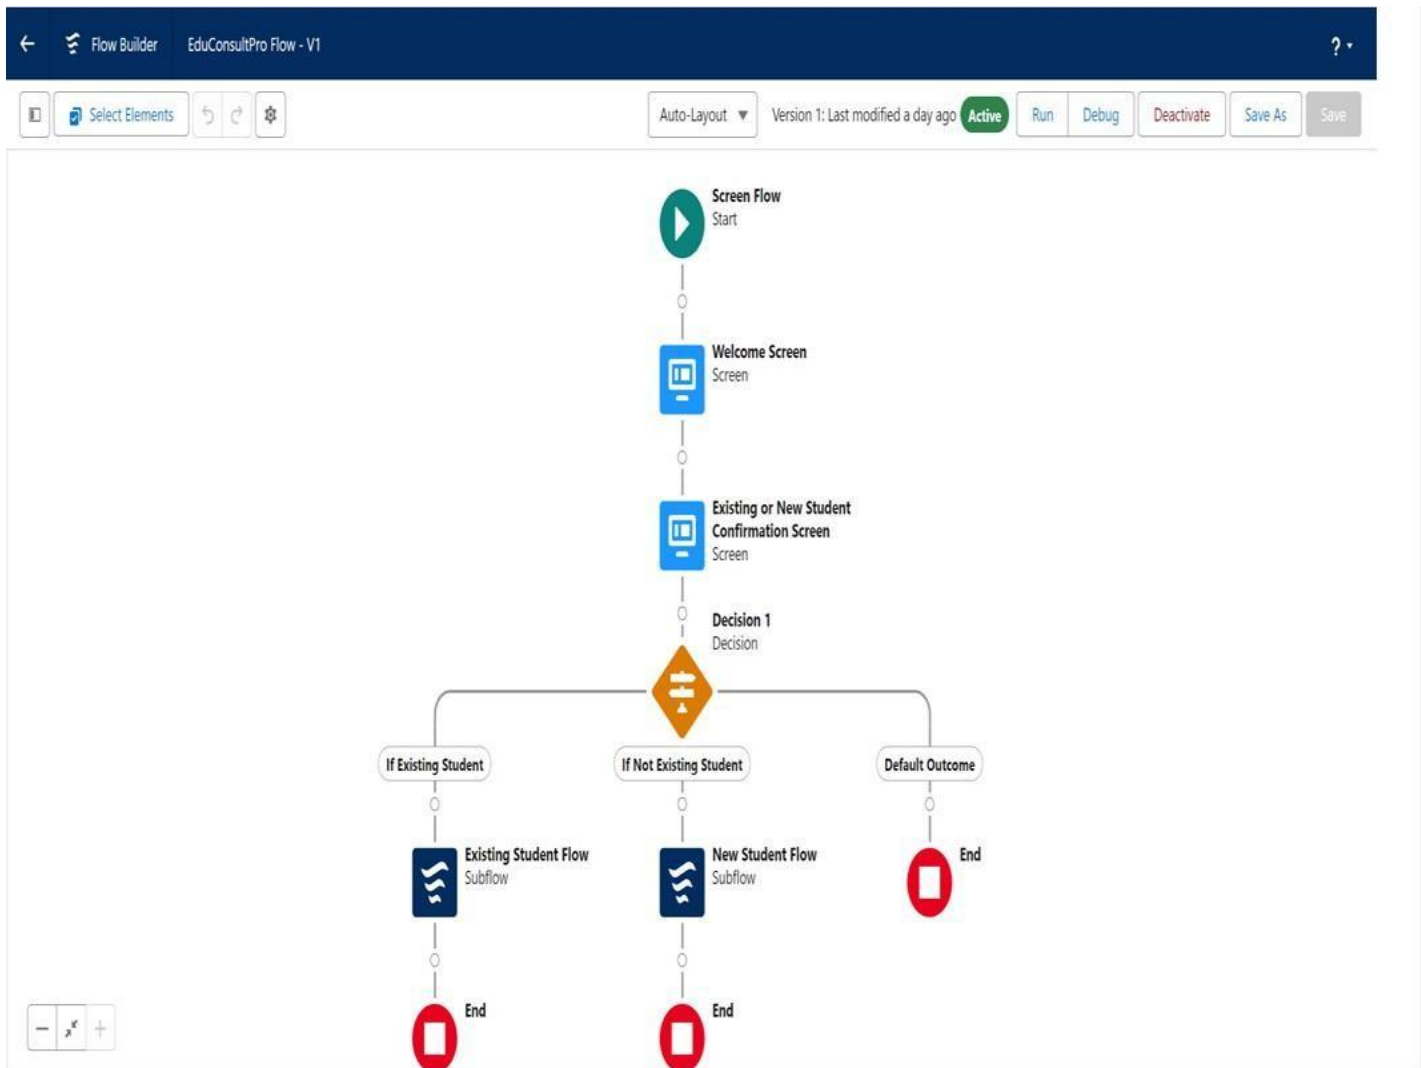 Flow Builder EduConsultPro Flow - V1 ?
Select Elements Auto-Layout Version 1: Last modified a day ago Active Run Debug Deactivate Save As Save
Screen Flow
Start
Welcome Screen
Screen
Existing or New Student
Confirmation Screen
Screen
Decision 1
Decision
If Existing Student If Not Existing Student Default Outcome
Existing Student Flow New Student Flow End
Subflow Subflow
End End